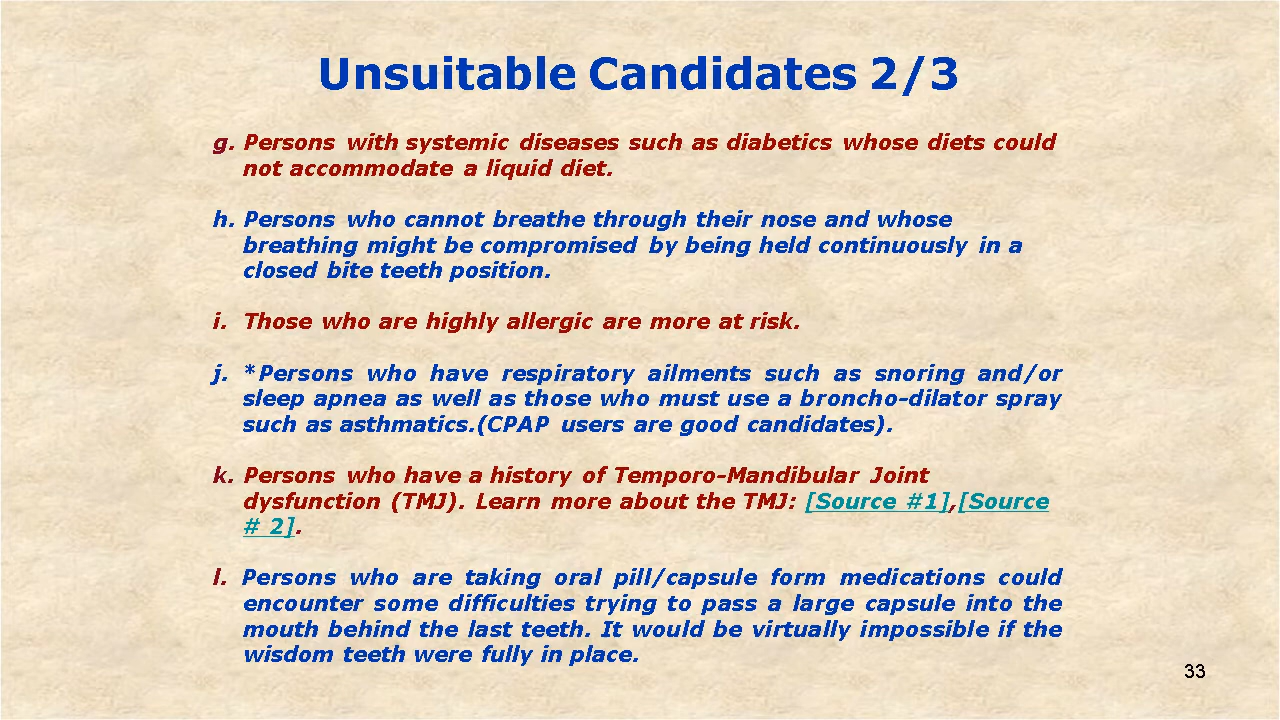 Unsuitable Candidates 2/3
g. Persons with systemic diseases such as diabetics whose diets could
not accommodate a liquid diet.
h. Persons who cannot breathe through their nose and whose
breathing might be compromised by being held continuously in a
closed bite teeth position.
i. Those who are highly allergic are more at risk.
j. *Persons who have respiratory ailments such as snoring and/or
sleep apnea as well as those who must use a broncho-dilator spray
such as asthmatics.(CPAP users are good candidates).
k. Persons who have a history of Temporo-Mandibular Joint
dysfunction (TMJ). Learn more about the TMJ: [Source #1],[Source
# 2].
l. Persons who are taking oral pill/capsule form medications could
encounter some difficulties trying to pass a large capsule into the
mouth behind the last teeth. It would be virtually impossible if the
wisdom teeth were fully in place.
33